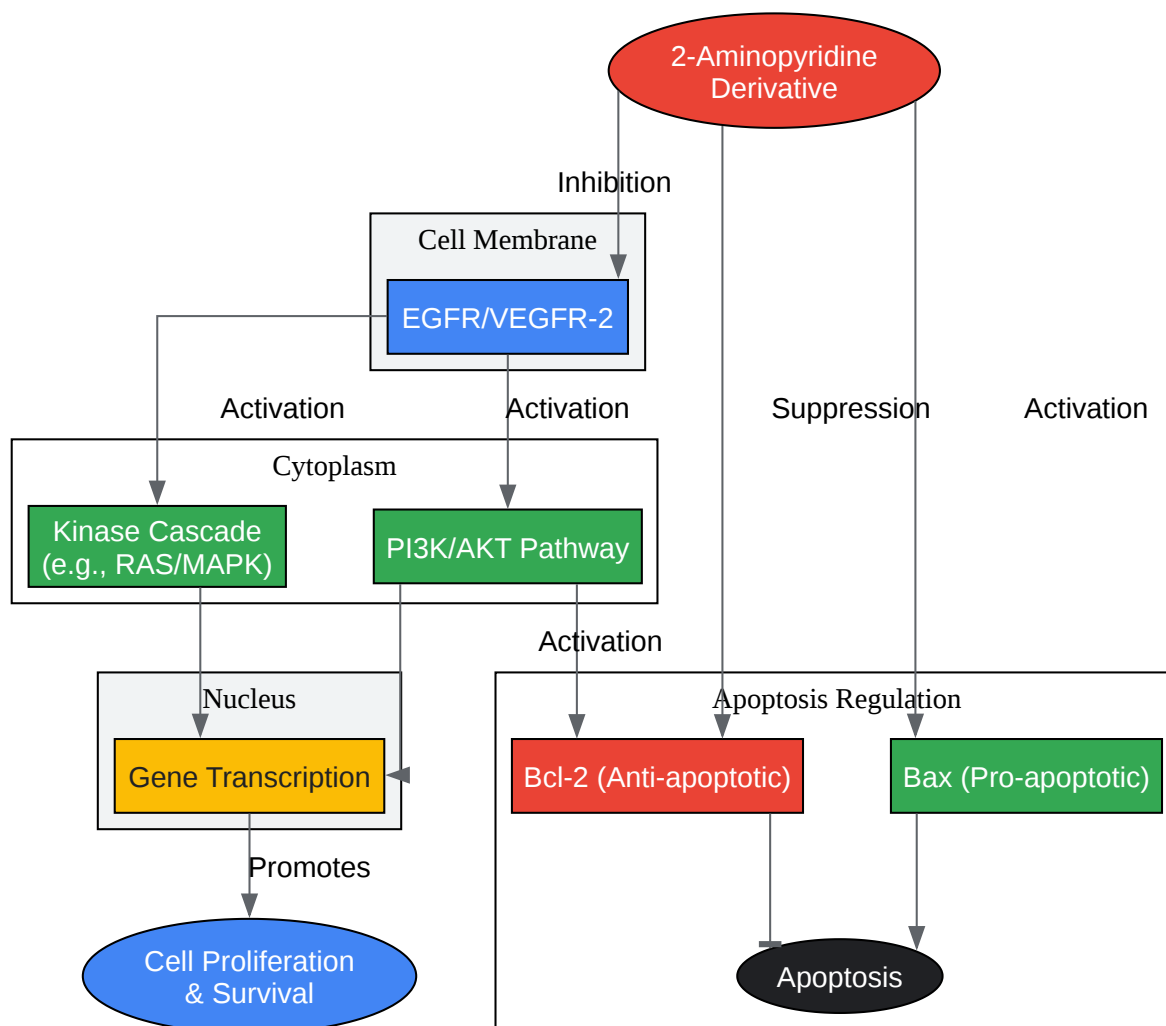 2-Aminopyridine
Derivative
Inhibition
Cell Membrane
EGFR/VEGFR-2
Activation
Activation
Suppression
Activation
Cytoplasm
Kinase Cascade
(e.g., RAS/MAPK)
PI3K/AKT Pathway
Activation
Nucleus
Apoptosis Regulation
Gene Transcription
Bcl-2 (Anti-apoptotic)
Bax (Pro-apoptotic)
Promotes
Cell Proliferation
& Survival
Apoptosis